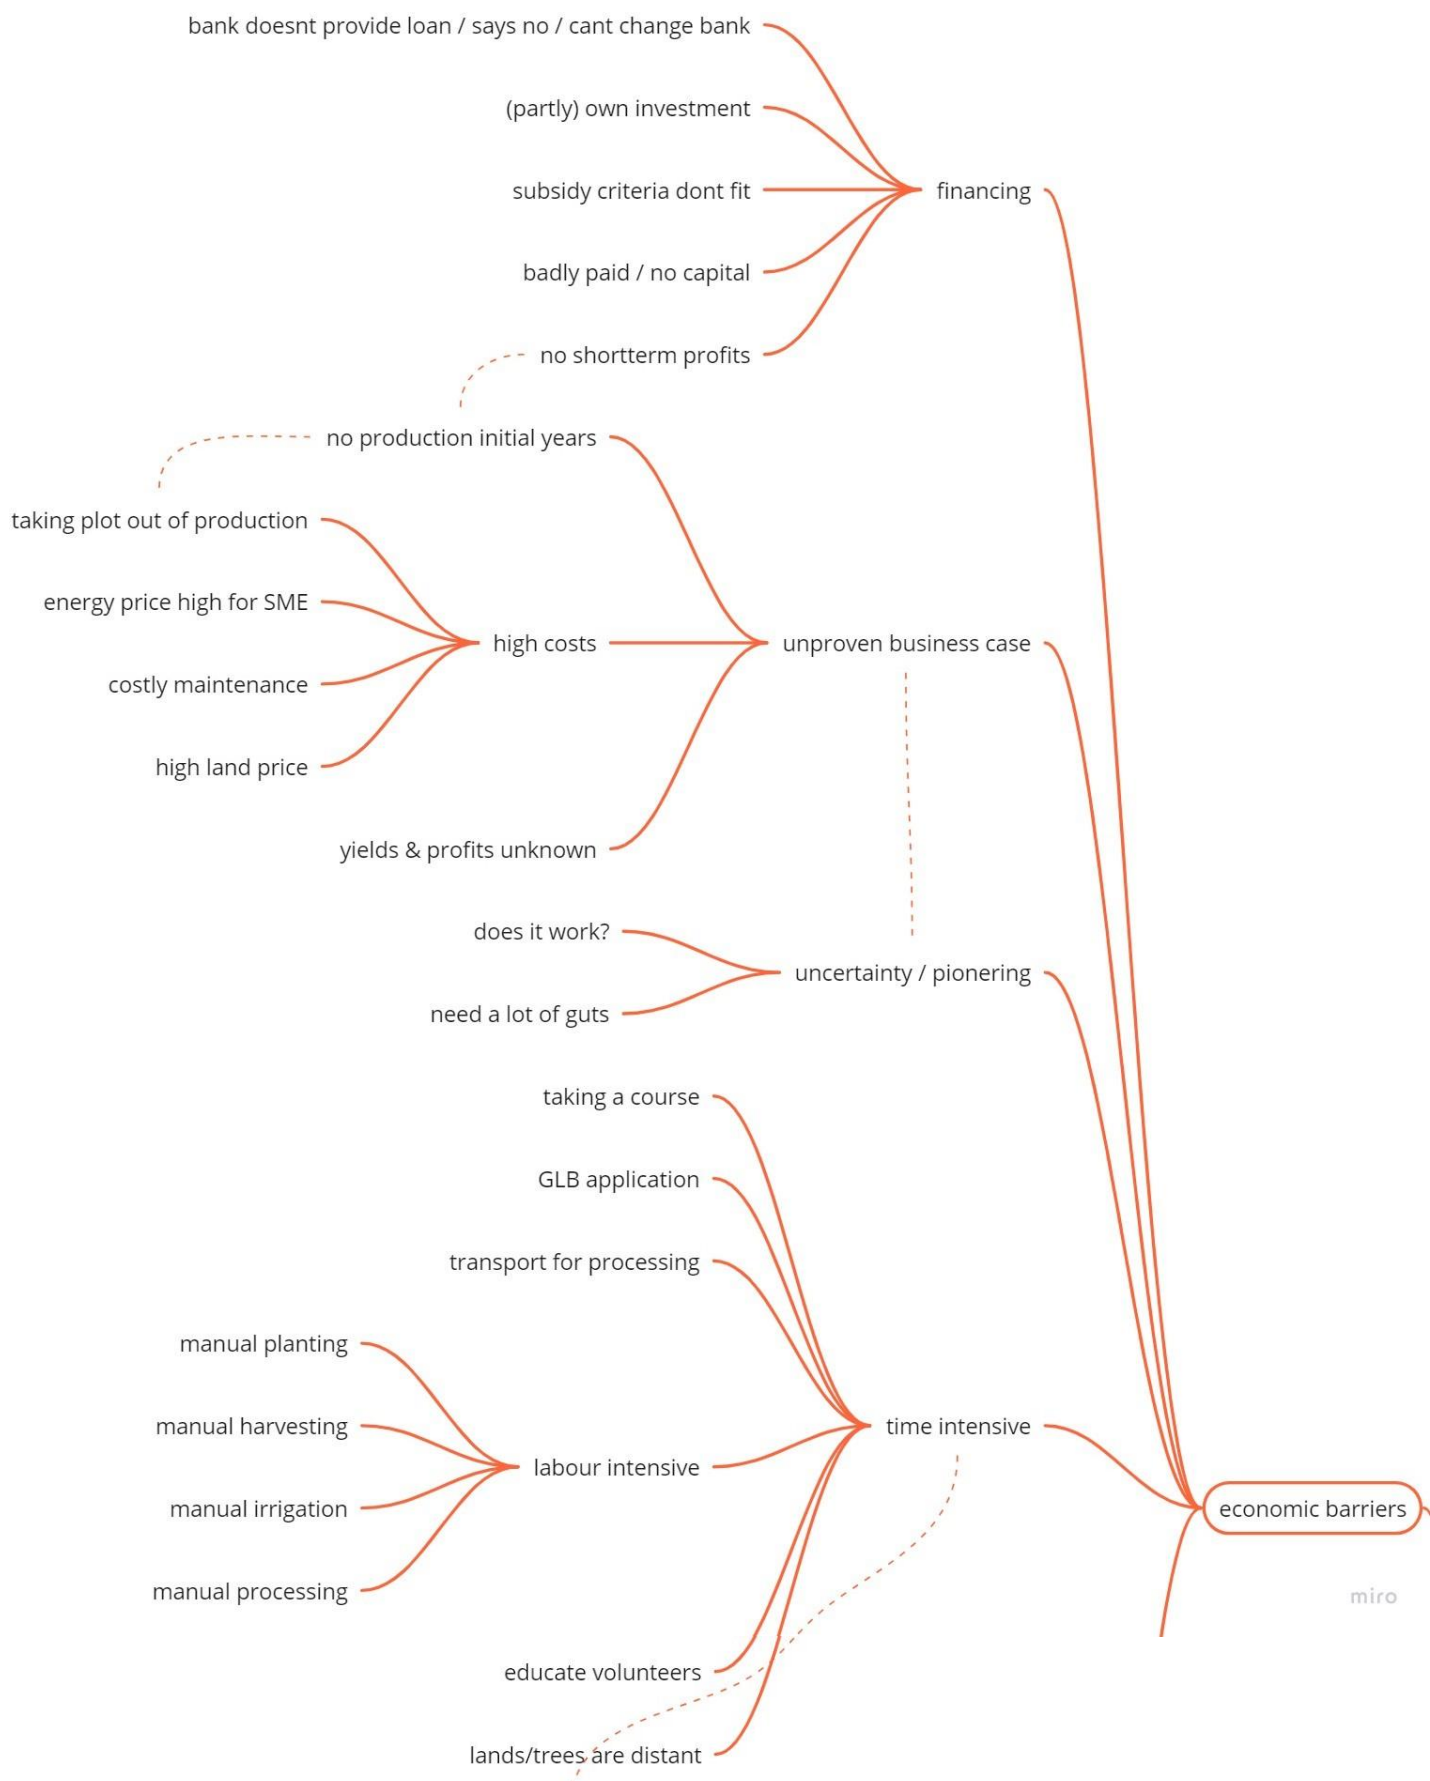 bank doesnt provide loan / says no / cant change bank
(partly) own investment
subsidy criteria dont fit
financing
badly paid / no capital
no shortterm profits
no production initial years
taking plot out of production
energy price high for SME
high costs
unproven business case
costly maintenance
high land price
yields & profits unknown
does it work?
uncertainty / pionering
need a lot of guts
taking a course
GLB application
transport for processing
manual planting
manual harvesting
time intensive
labour intensive
manual irrigation
economic barriers
manual processing
miro
educate volunteers
lands/trees are distant